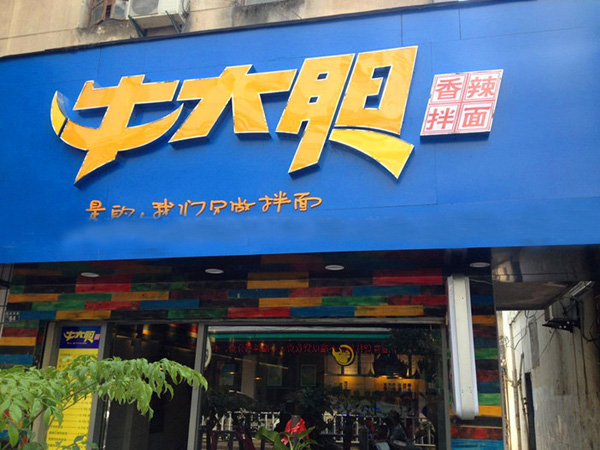 牛大胆
香辣
拌面
是的，我们只做拌面
牛大胆